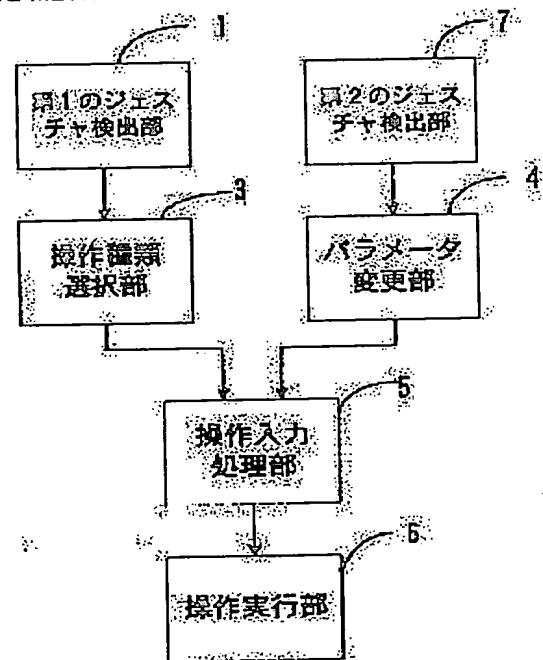 1
7
第1のジェス
チャ検出部
第2のジェス
チャ検出部
3
4
操作種類
選択部
パラメータ
変更部
5
操作入力
処理部
6
操作実行部